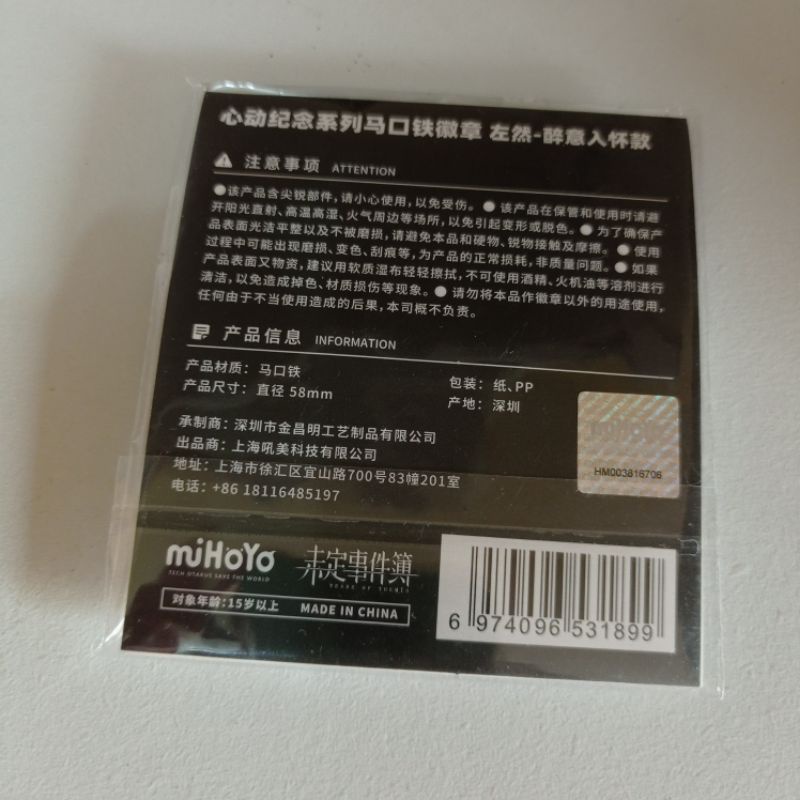 心动纪念系列马口铁徽章 左然-醉意入怀款
注意事项 ATTENTION
●该产品含尖锐部件,请小心使用,以免受伤。● 该产品在保管和使用时请避
开阳光直射、高温高湿、火气周边等场所,以免引起变形或脱色。● 为了确保产
品表面光洁平整以及不被磨损,请避免本品和硬物、锐物接触及摩擦。● 使用
过程中可能出现磨损、变色、刮痕等,为产品的正常损耗,非质量问题。● 如果
产品表面又物资,建议用软质湿布轻轻擦拭,不可使用酒精、火机油等溶剂进行
清洁,以免造成掉色、材质损伤等现象。● 请勿将本品作徽章以外的用途使用,
任何由于不当使用造成的后果,本司概不负责。
产品信息 INFORMATION
产品材质: 马口铁
包装: 纸、PP
产品尺寸: 直径 58mm
产地: 深圳
承制商: 深圳市金昌明工艺制品有限公司
出品商: 上海吼美科技有限公司
地址: 上海市徐汇区宜山路700号83幢201室
电话: +86 18116485197
miHoYo
HM003816706
miHoYo
TECH OTAKUS SAVE THE WORLD
未定事件簿
TEARS OF THEMIS
对象年龄:15岁以上 MADE IN CHINA
6 974096 531899